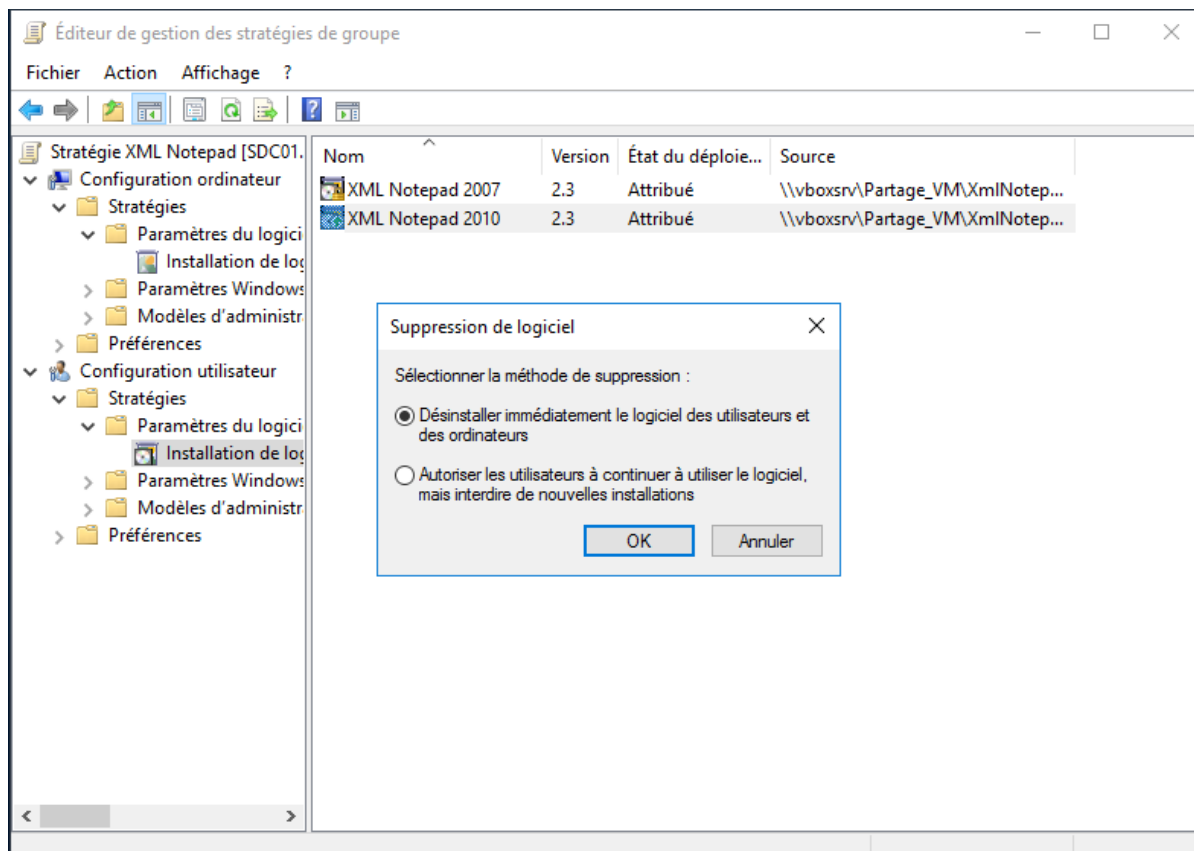 Éditeur de gestion des stratégies de groupe
Fichier Action Affichage ?
Stratégie XML Notepad [SDC01.
Configuration ordinateur
Stratégies
Paramètres du logici
Installation de log
Paramètres Windows
Modèles d'administr
Préférences
Configuration utilisateur
Stratégies
Paramètres du logici
Installation de log
Paramètres Windows
Modèles d'administr
Préférences
Nom Version État du déploie... Source
XML Notepad 2007 2.3 Attribué \\vboxsrv\Partage_VM\XmlNotep...
XML Notepad 2010 2.3 Attribué \\vboxsrv\Partage_VM\XmlNotep...
Suppression de logiciel
Sélectionner la méthode de suppression :
Désinstaller immédiatement le logiciel des utilisateurs et
des ordinateurs
Autoriser les utilisateurs à continuer à utiliser le logiciel,
mais interdire de nouvelles installations
OK Annuler